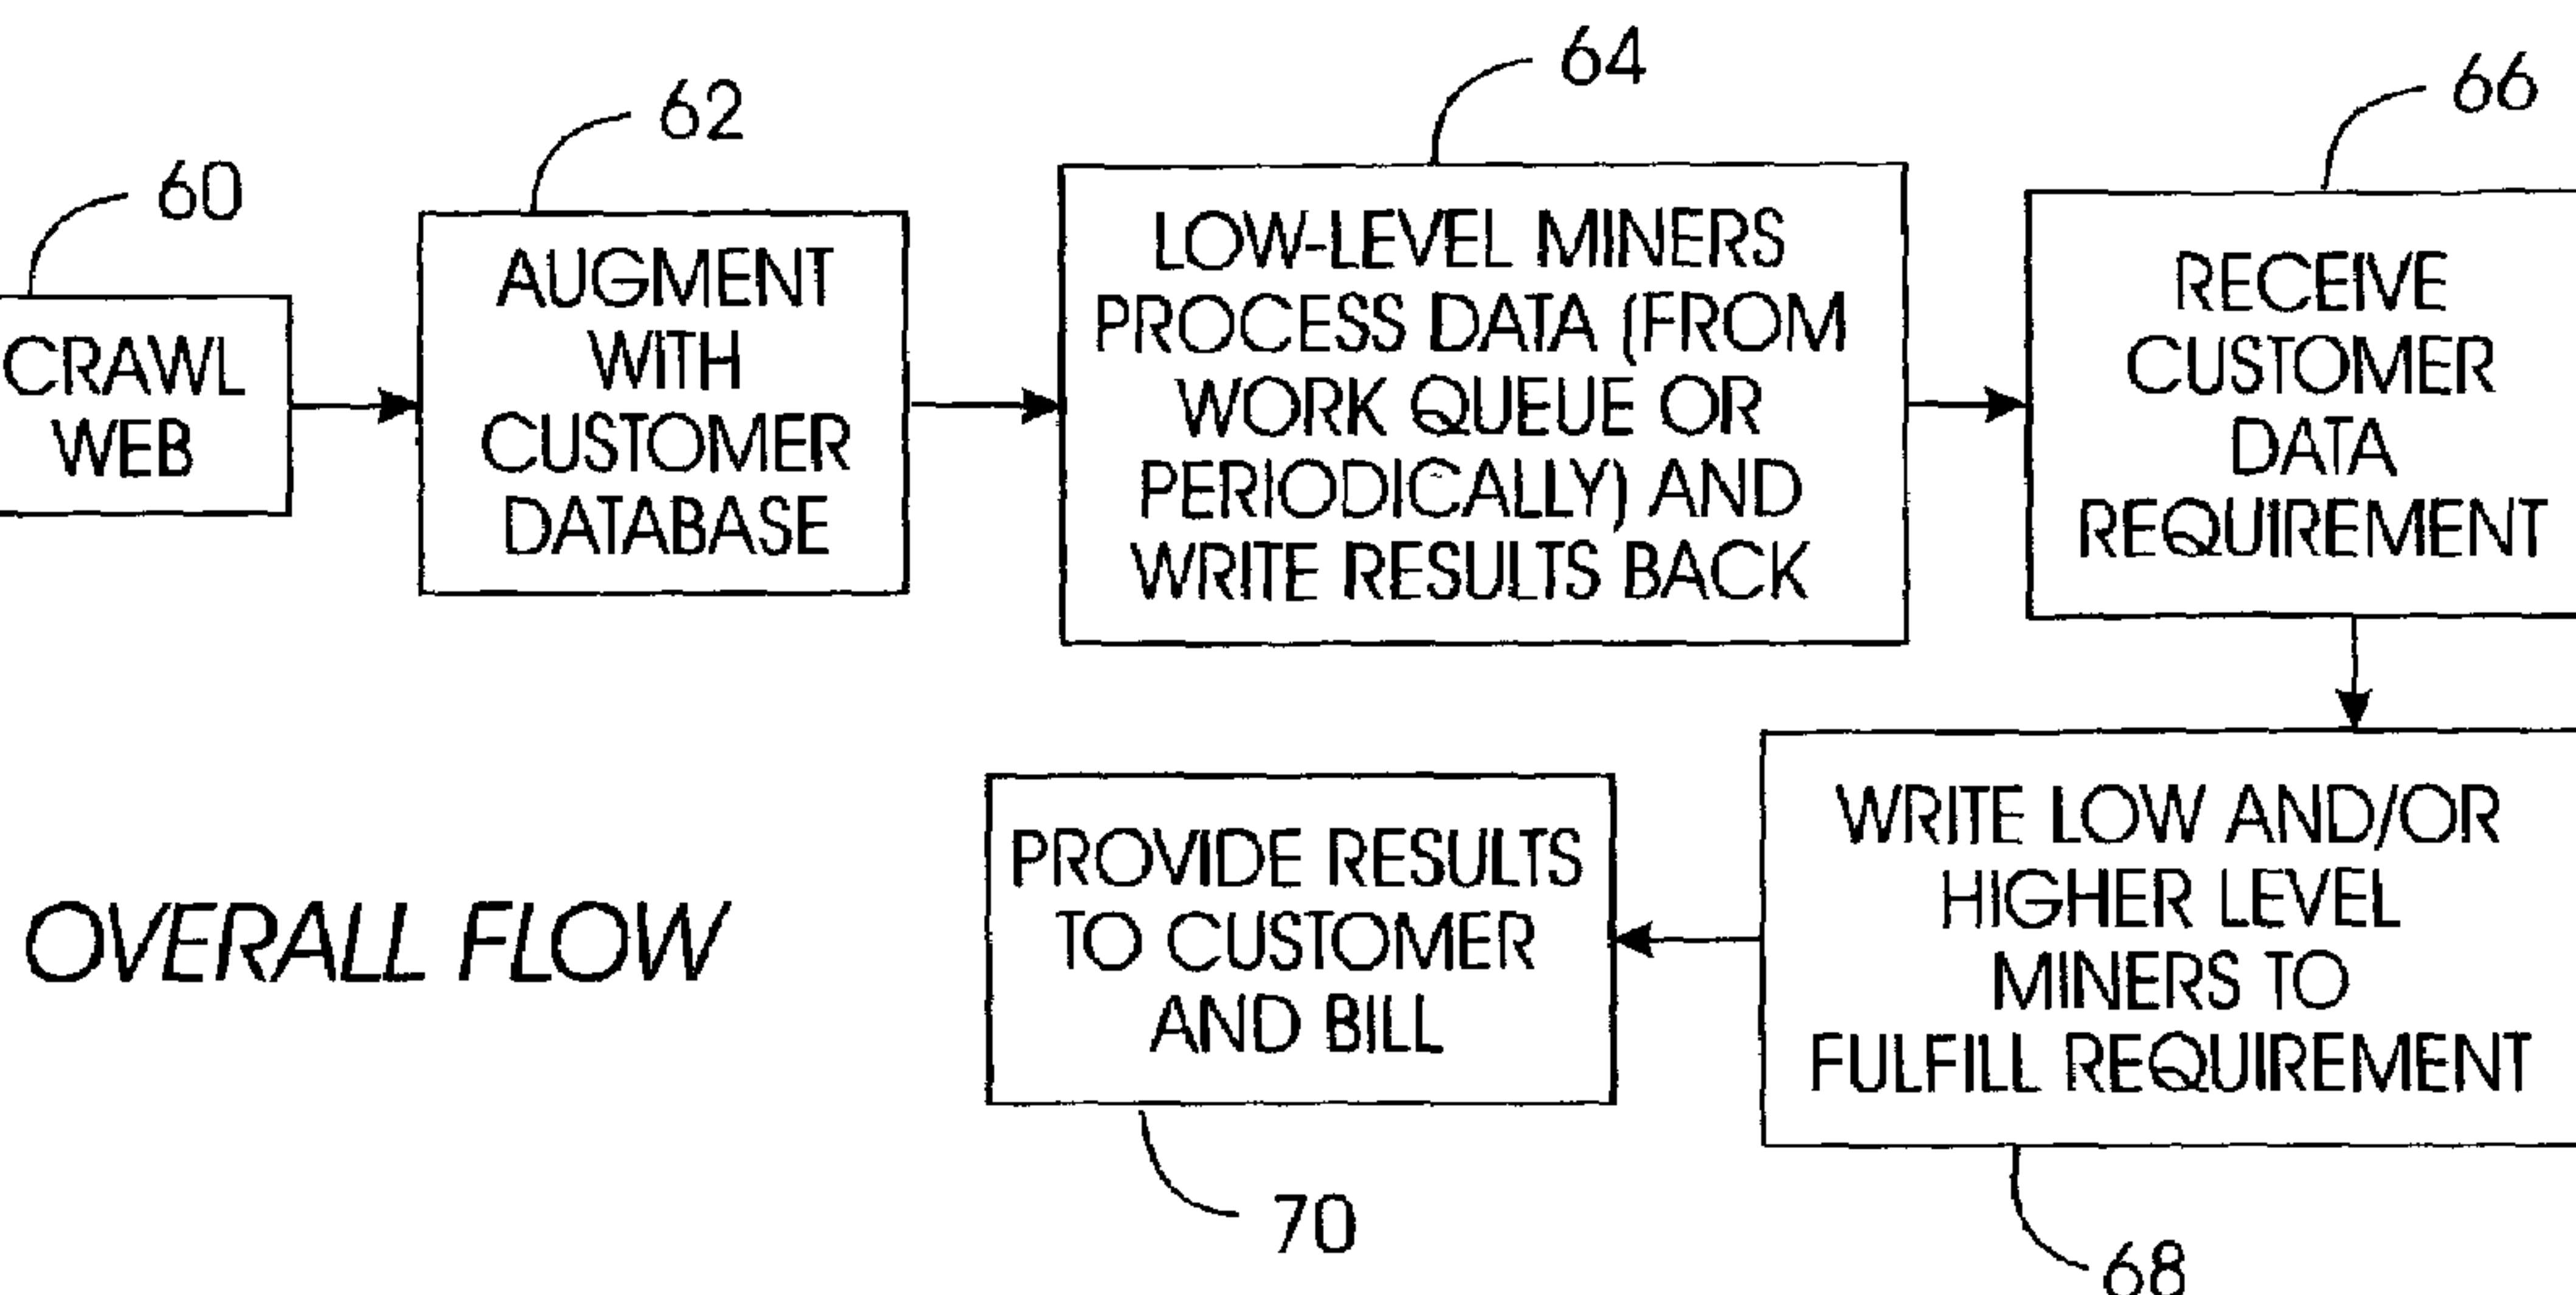 60
CRAWL
WEB
62
AUGMENT
WITH
CUSTOMER
DATABASE
64
LOW-LEVEL MINERS
PROCESS DATA (FROM
WORK QUEUE OR
PERIODICALLY) AND
WRITE RESULTS BACK
66
RECEIVE
CUSTOMER
DATA
REQUIREMENT
WRITE LOW AND/OR
HIGHER LEVEL
MINERS TO
FULFILL REQUIREMENT
68
PROVIDE RESULTS
TO CUSTOMER
AND BILL
70
OVERALL FLOW